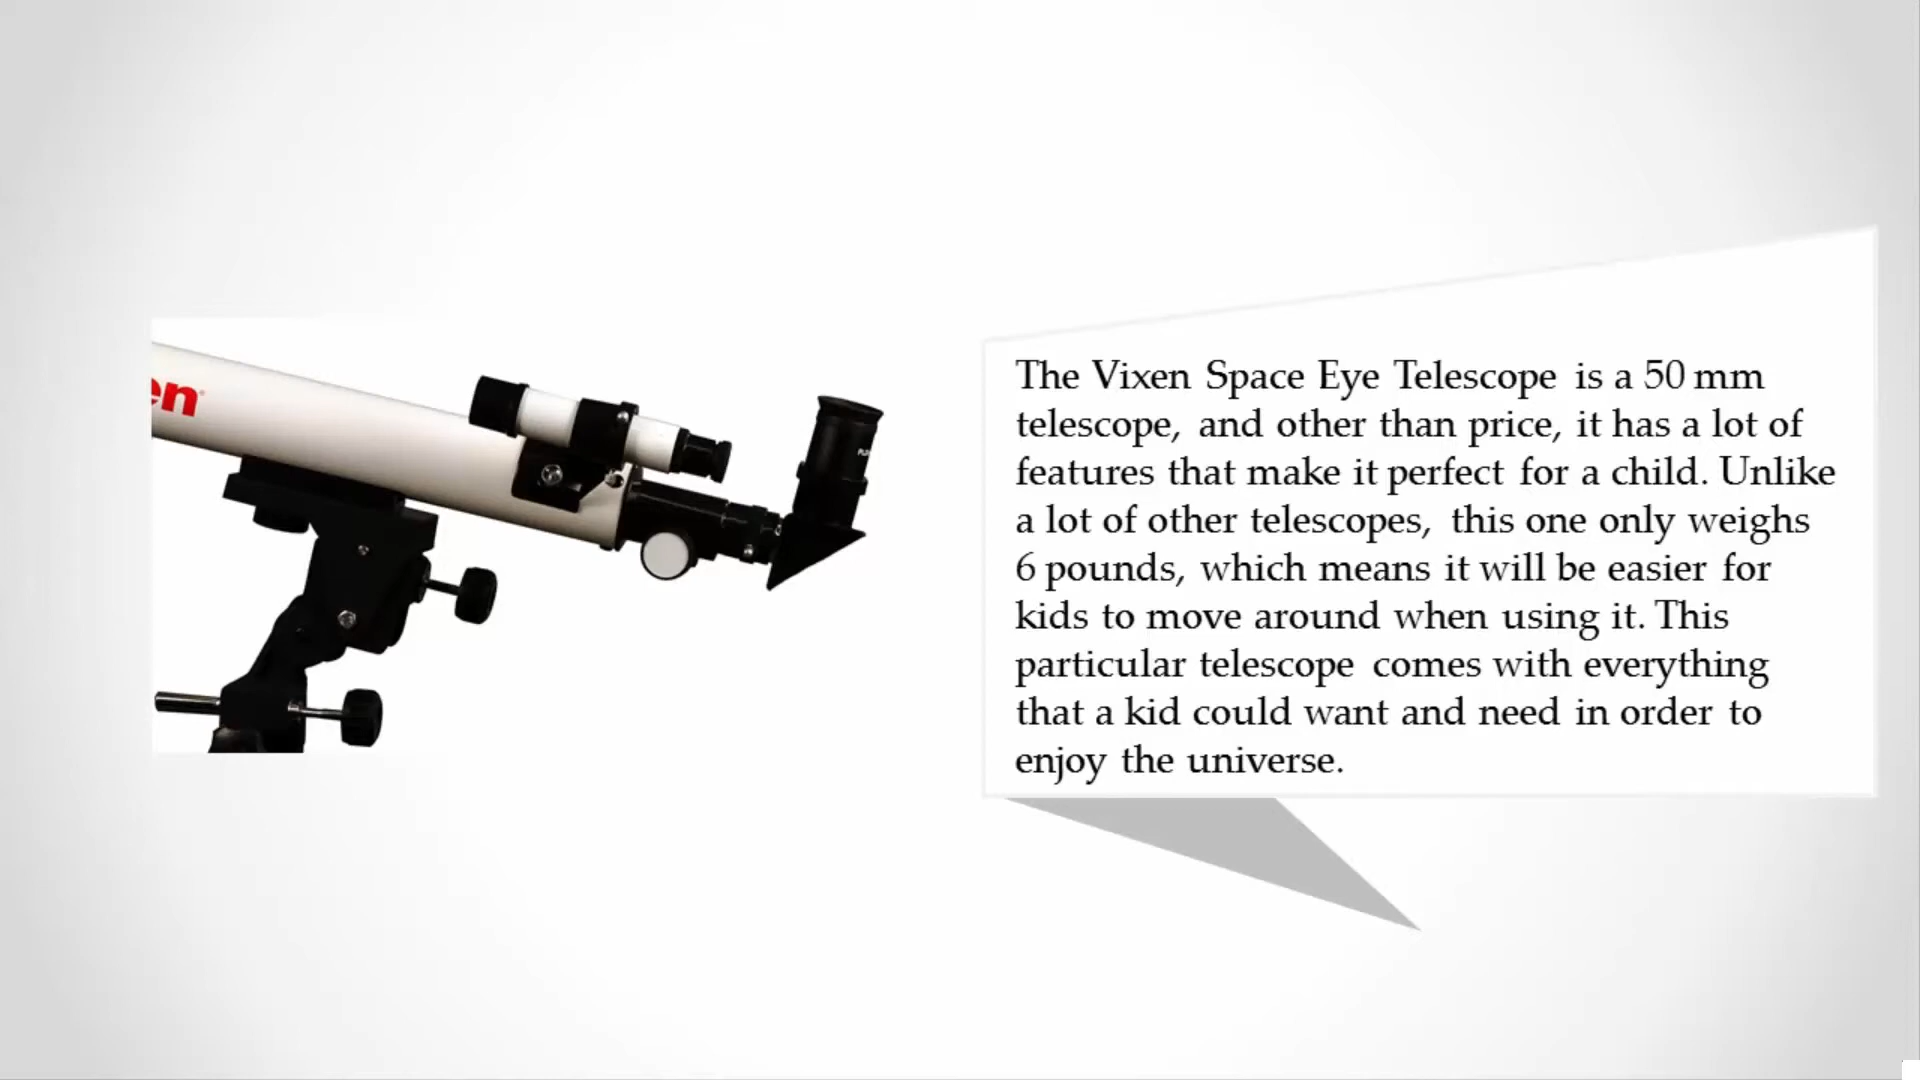 en
The Vixen Space Eye Telescope is a 50 mm
telescope, and other than price, it has a lot of
features that make it perfect for a child. Unlike
a lot of other telescopes, this one only weighs
6 pounds, which means it will be easier for
kids to move around when using it. This
particular telescope comes with everything
that a kid could want and need in order to
enjoy the universe.